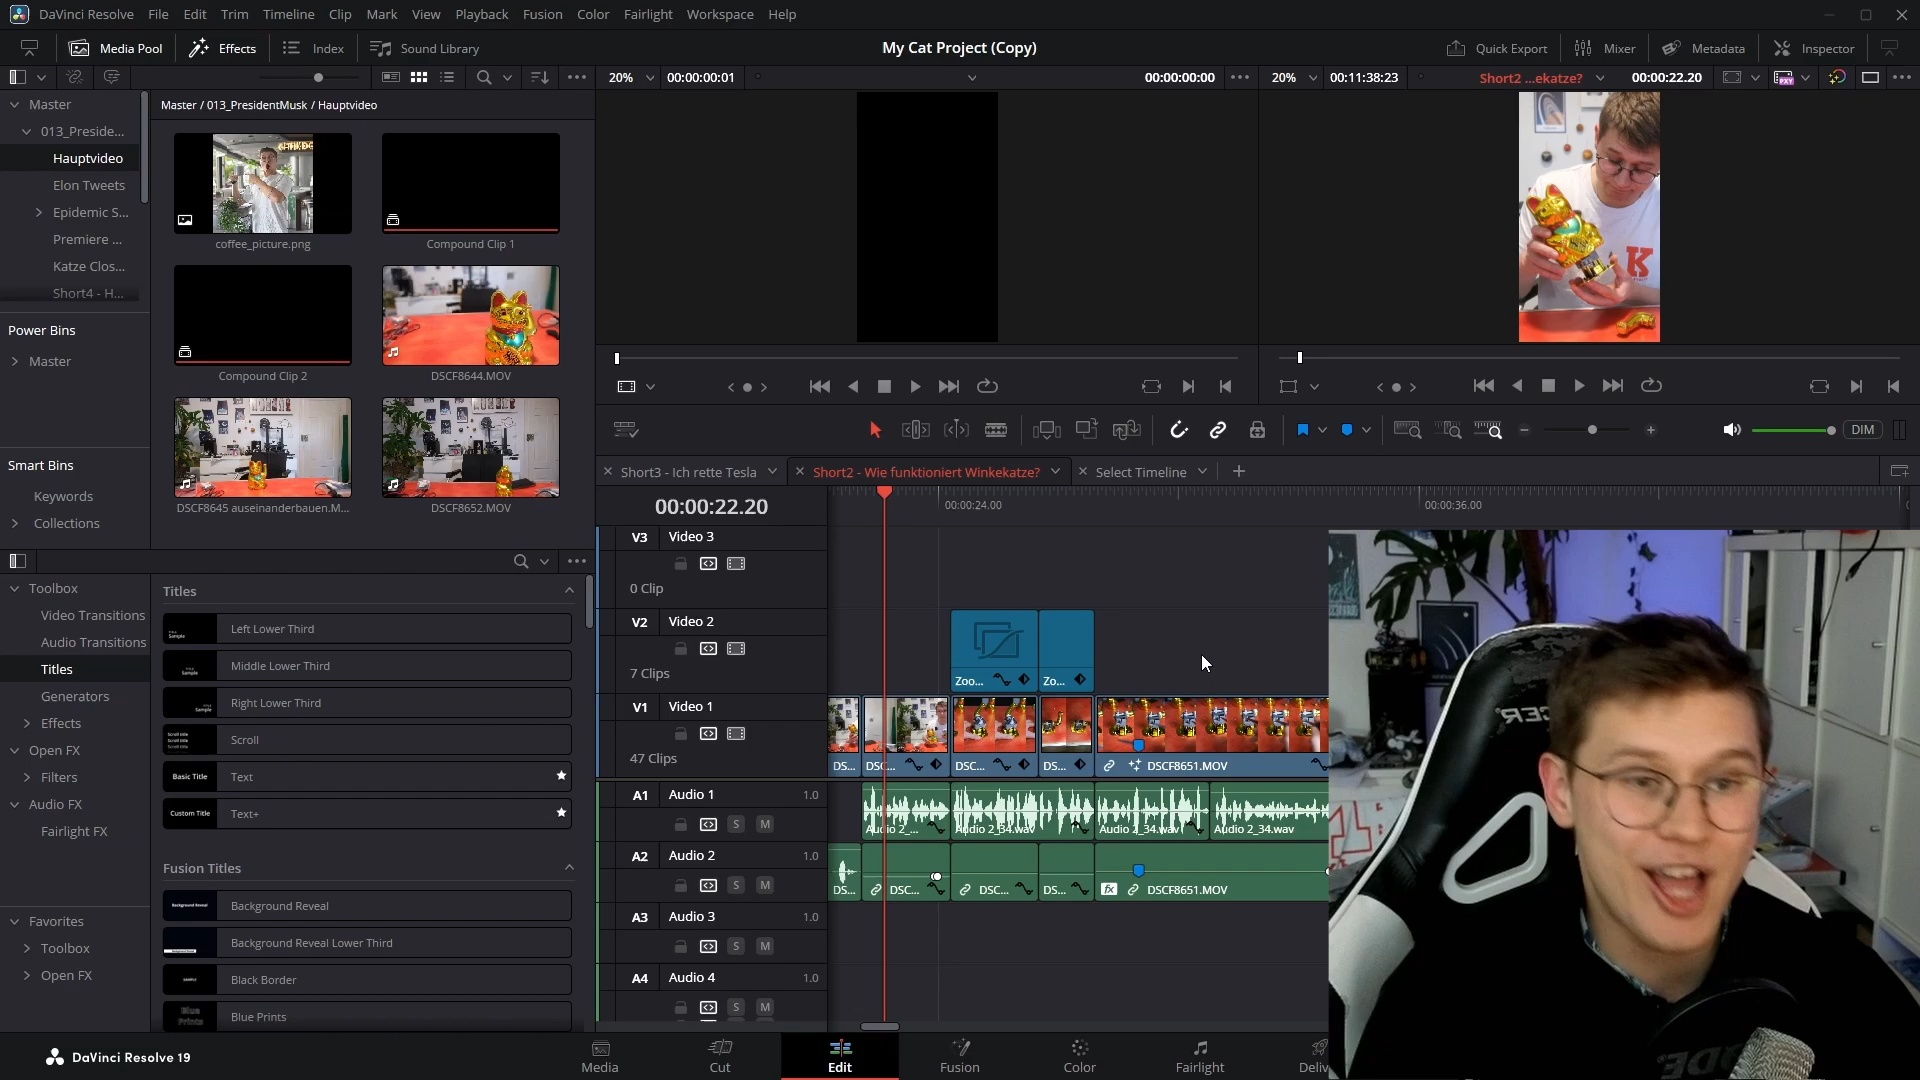 DaVinci Resolve File Edit Trim Timeline Clip Mark View Playback Fusion Color Fairlight Workspace Help
Media Pool Effects Index Sound Library My Cat Project (Copy) Quick Export Mixer Metadata Inspector
20% 00:00:00:01 00:00:00:00 20% 00:11:38:23 Short2 ...ekatze? 00:00:22.20
Master
013_Preside...
Hauptvideo
Elon Tweets
Epidemic S...
Premiere ...
Katze Clos...
Short4 - H...
Power Bins
Master
Smart Bins
Keywords
Collections
Master / 013_PresidentMusk / Hauptvideo
coffee_picture.png
Compound Clip 1
Compound Clip 2
DSCF8644.MOV
DSCF8645 auseinanderbauen.M...
DSCF8652.MOV
Toolbox
Video Transitions
Audio Transitions
Titles
Generators
Effects
Open FX
Filters
Audio FX
Fairlight FX
Favorites
Toolbox
Open FX
Titles
Left Lower Third
Middle Lower Third
Right Lower Third
Scroll
Basic Title Text
Custom Title Text+
Fusion Titles
Background Reveal Background Reveal
Background Reveal Lower Third
Black Border
Blue Prints Blue Prints
DIM
Short3 - Ich rette Tesla Short2 - Wie funktioniert Winkekatze? Select Timeline
00:00:22.20 00:00:24.00 00:00:36.00
V3 Video 3
0 Clip
V2 Video 2
7 Clips
Zoo... Zo...
V1 Video 1
47 Clips
DS... DSC... DSC... DS... DSCF8651.MOV
A1 Audio 1 1.0
S M
Audio 2_... Audio 2_34.wav Audio 2_34.wav Audio 2_34.wav
A2 Audio 2 1.0
S M
DS... DSC... DSC... DS... fx DSCF8651.MOV
A3 Audio 3 1.0
S M
A4 Audio 4 1.0
S M
DaVinci Resolve 19
Media Cut Edit Fusion Color Fairlight Deliv